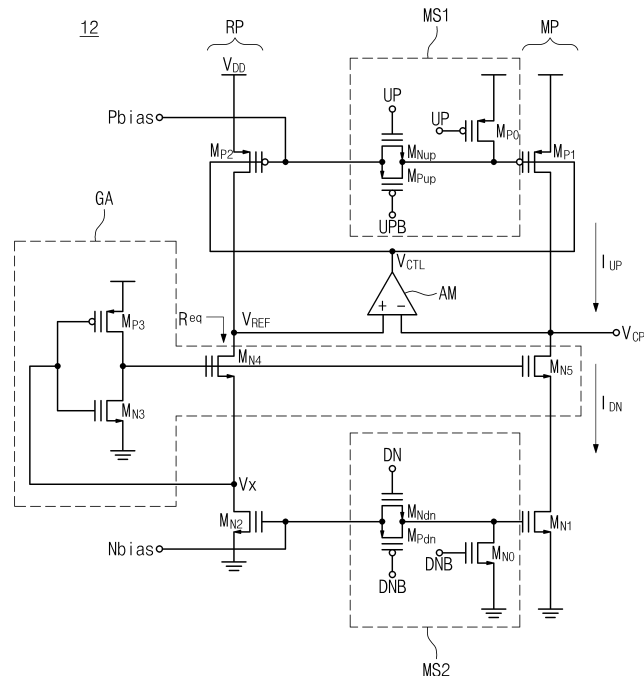 12
RP
MS1
MP
VDD
UP
UP
Pbias
MP2
MNup
MP0
MP1
MPup
GA
UPB
VCTL
IUP
AM
Req
VREF
+
−
VCP
MP3
MN4
MN5
IDN
MN3
DN
Vx
MNdn
MN2
MN1
MPdn
Nbias
DNB
MN0
DNB
MS2